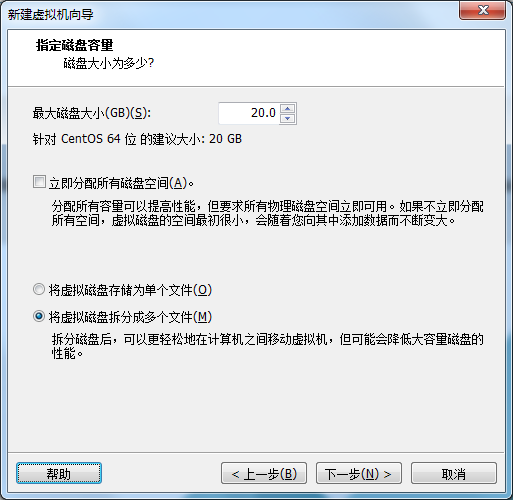 新建虚拟机向导
指定磁盘容量
磁盘大小为多少?
最大磁盘大小(GB)(S): 20.0
针对 CentOS 64 位 的建议大小: 20 GB
立即分配所有磁盘空间(A)。
分配所有容量可以提高性能，但要求所有物理磁盘空间立即可用。如果不立即分配
所有空间，虚拟磁盘的空间最初很小，会随着您向其中添加数据而不断变大。
将虚拟磁盘存储为单个文件(O)
将虚拟磁盘拆分成多个文件(M)
拆分磁盘后，可以更轻松地在计算机之间移动虚拟机，但可能会降低大容量磁盘的
性能。
帮助 < 上一步(B) 下一步(N) > 取消